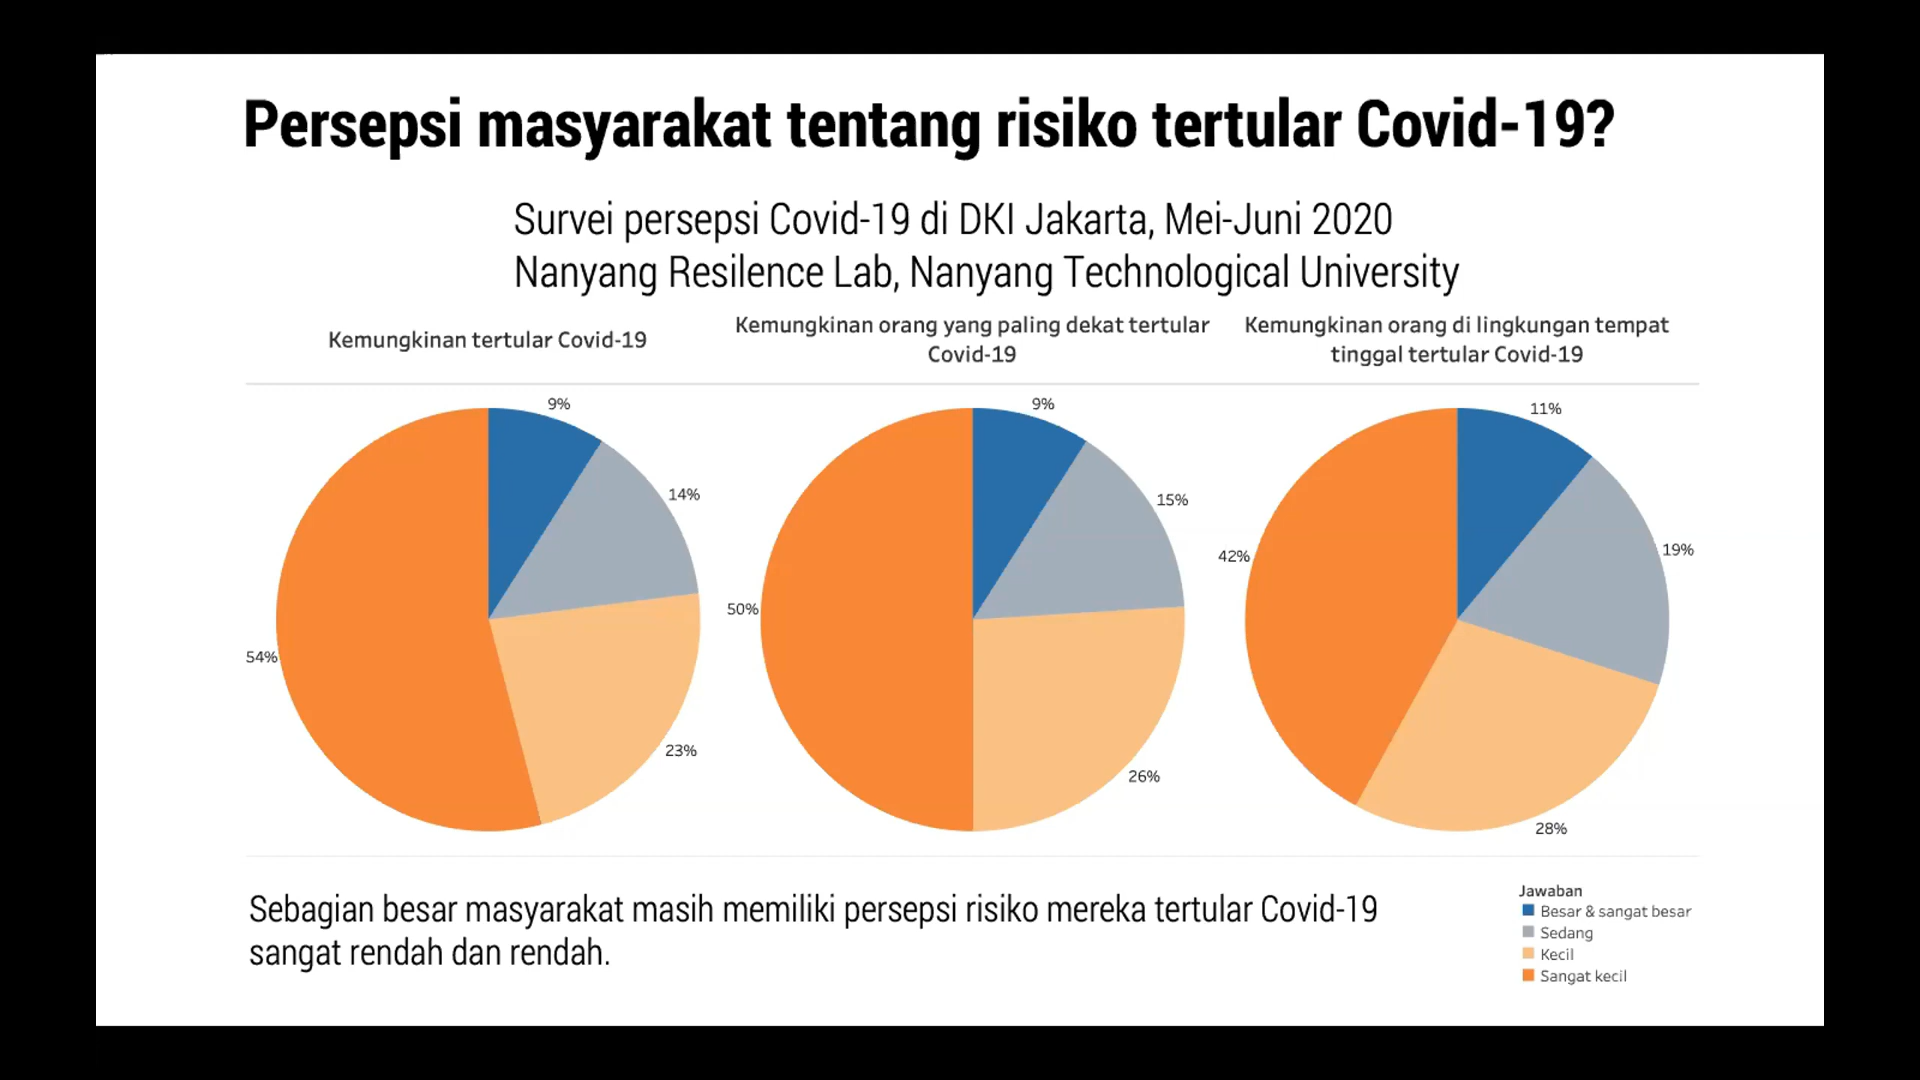 Persepsi masyarakat tentang risiko tertular Covid-19?
Survei persepsi Covid-19 di DKI Jakarta, Mei-Juni 2020
Nanyang Resilence Lab, Nanyang Technological University
Kemungkinan tertular Covid-19
Kemungkinan orang yang paling dekat tertular
Covid-19
Kemungkinan orang di lingkungan tempat
tinggal tertular Covid-19
9%
14%
23%
54%
9%
15%
26%
50%
11%
19%
28%
42%
Sebagian besar masyarakat masih memiliki persepsi risiko mereka tertular Covid-19
sangat rendah dan rendah.
Jawaban
Besar & sangat besar
Sedang
Kecil
Sangat kecil